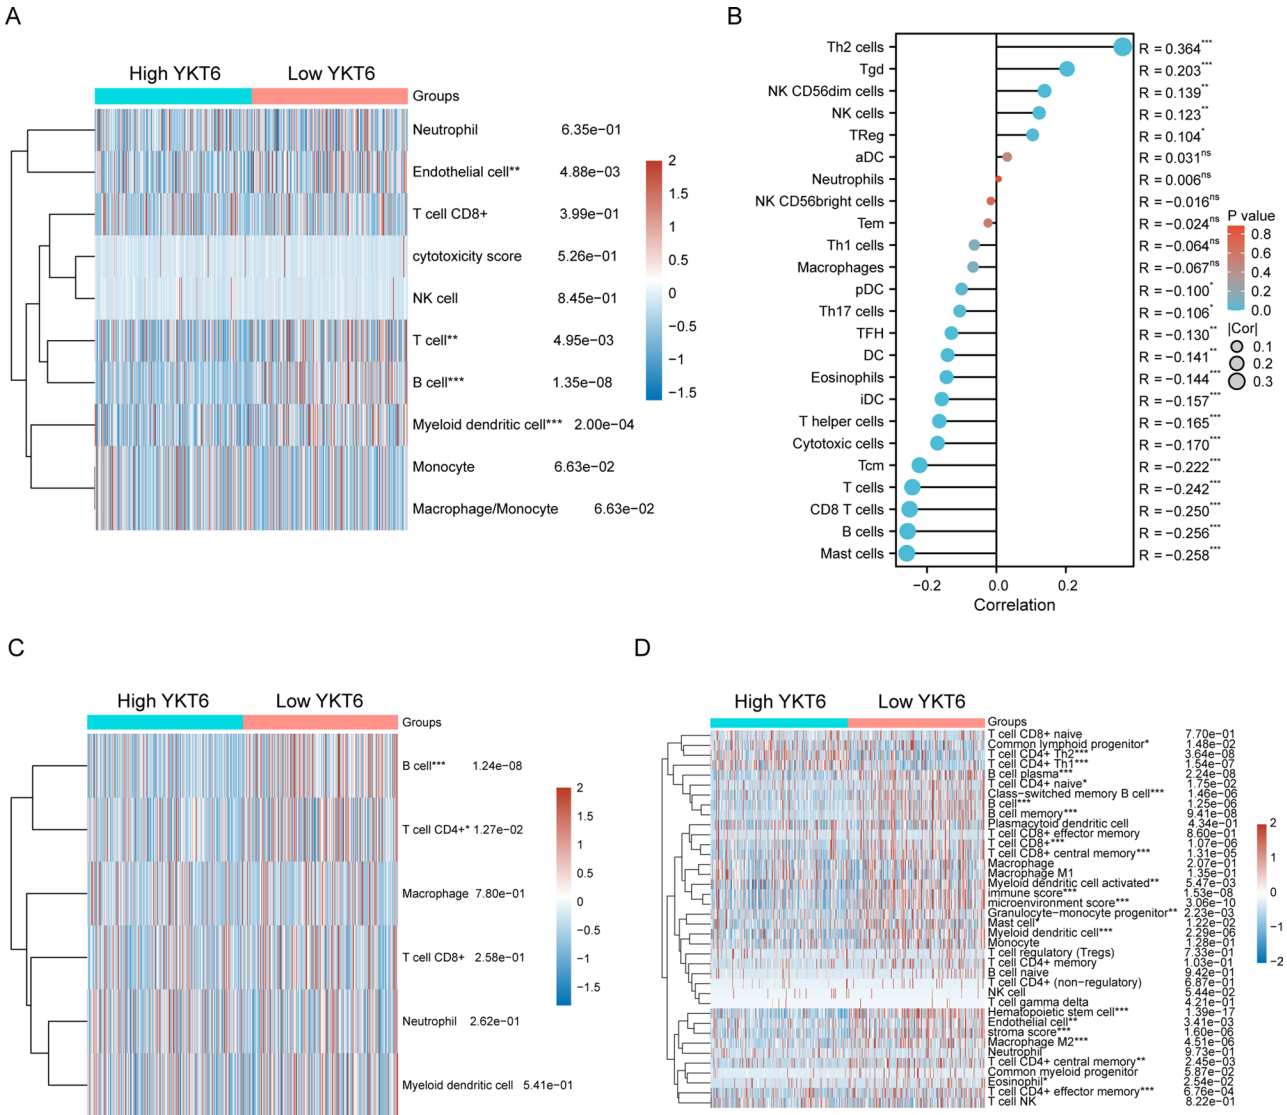 A
High YKT6 Low YKT6
Groups
Neutrophil 6.35e−01
Endothelial cell** 4.88e−03
T cell CD8+ 3.99e−01
cytotoxicity score 5.26e−01
NK cell 8.45e−01
T cell** 4.95e−03
B cell*** 1.35e−08
Myeloid dendritic cell*** 2.00e−04
Monocyte 6.63e−02
Macrophage/Monocyte 6.63e−02
2
1.5
1
0.5
0
−0.5
−1
−1.5
B
Th2 cells R = 0.364***
Tgd R = 0.203***
NK CD56dim cells R = 0.139**
NK cells R = 0.123**
TReg R = 0.104*
aDC R = 0.031ns
Neutrophils R = 0.006ns
NK CD56bright cells R = −0.016ns
Tem R = −0.024ns
Th1 cells R = −0.064ns
Macrophages R = −0.067ns
pDC R = −0.100*
Th17 cells R = −0.106*
TFH R = −0.130**
DC R = −0.141**
Eosinophils R = −0.144***
iDC R = −0.157***
T helper cells R = −0.165***
Cytotoxic cells R = −0.170***
Tcm R = −0.222***
T cells R = −0.242***
CD8 T cells R = −0.250***
B cells R = −0.256***
Mast cells R = −0.258***
−0.2 0.0 0.2
Correlation
P value
0.8
0.6
0.4
0.2
0.0
|Cor|
0.1
0.2
0.3
C
High YKT6 Low YKT6
Groups
B cell*** 1.24e−08
T cell CD4+* 1.27e−02
Macrophage 7.80e−01
T cell CD8+ 2.58e−01
Neutrophil 2.62e−01
Myeloid dendritic cell 5.41e−01
2
1.5
1
0.5
0
−0.5
−1
−1.5
D
High YKT6 Low YKT6
Groups
T cell CD8+ naive 7.70e−01
Common lymphoid progenitor* 1.48e−02
T cell CD4+ Th2*** 3.64e−08
T cell CD4+ Th1*** 1.54e−07
B cell plasma*** 2.24e−08
T cell CD4+ naive* 1.75e−02
Class−switched memory B cell*** 1.46e−06
B cell*** 1.25e−06
B cell memory*** 9.41e−08
Plasmacytoid dendritic cell 4.34e−01
T cell CD8+ effector memory 8.60e−01
T cell CD8+*** 1.07e−06
T cell CD8+ central memory*** 1.31e−05
Macrophage 2.07e−01
Macrophage M1 1.35e−01
Myeloid dendritic cell activated** 5.47e−03
immune score*** 1.53e−08
microenvironment score*** 3.06e−10
Granulocyte−monocyte progenitor** 2.23e−03
Mast cell* 1.22e−02
Myeloid dendritic cell*** 2.29e−06
Monocyte 1.28e−01
T cell regulatory (Tregs) 7.33e−01
T cell CD4+ memory 1.03e−01
B cell naive 9.42e−01
T cell CD4+ (non−regulatory) 6.87e−01
NK cell 5.44e−02
T cell gamma delta 4.21e−01
Hematopoietic stem cell*** 1.39e−17
Endothelial cell** 3.41e−03
stroma score*** 1.60e−06
Macrophage M2*** 4.51e−06
Neutrophil 9.73e−01
T cell CD4+ central memory** 2.45e−03
Common myeloid progenitor 5.87e−02
Eosinophil* 2.54e−02
T cell CD4+ effector memory*** 6.76e−04
T cell NK 8.22e−01
2
1
0
−1
−2